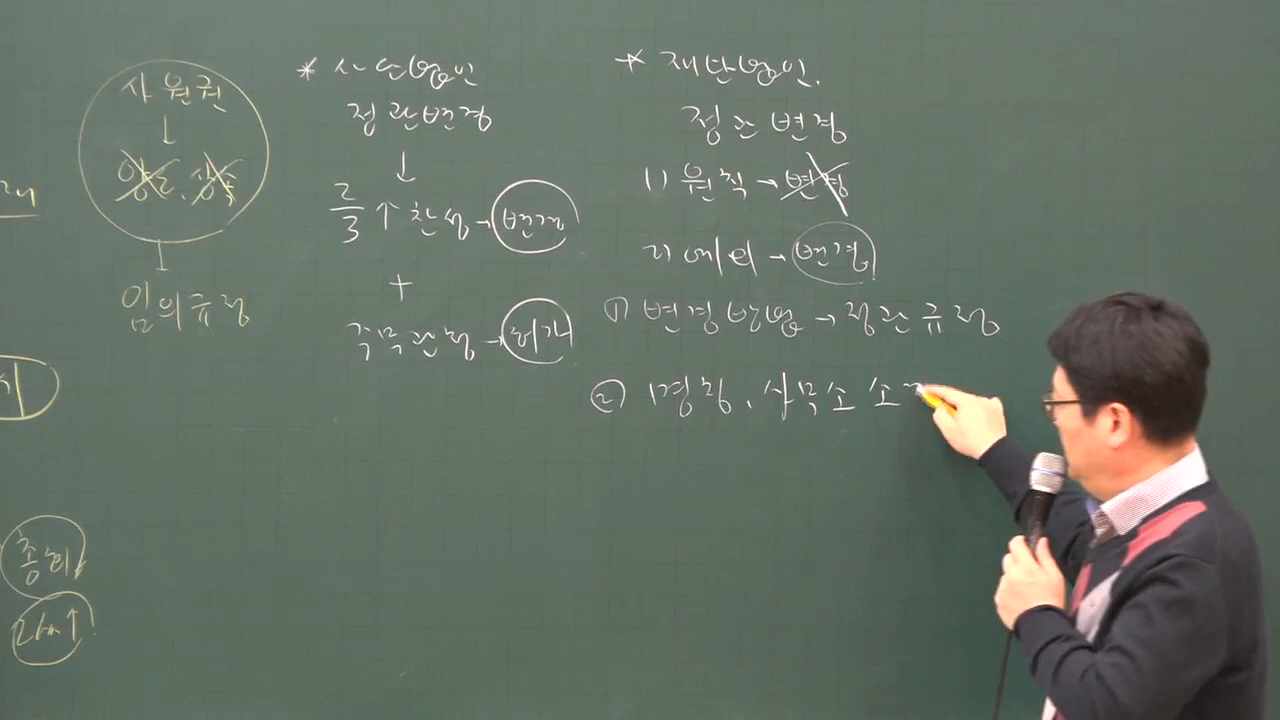 사원권
↓
양도, 상속
임의규정
총회
2人↑
* 사단법인
정관변경
↓
2/3 ↑ 찬성 → 변경
+
주무관청 → 허가
* 재단법인.
정관 변경
1) 원칙 → 변경
2) 예외 → 변경
① 변경방법 → 정관규정
② 명칭, 사무소 소